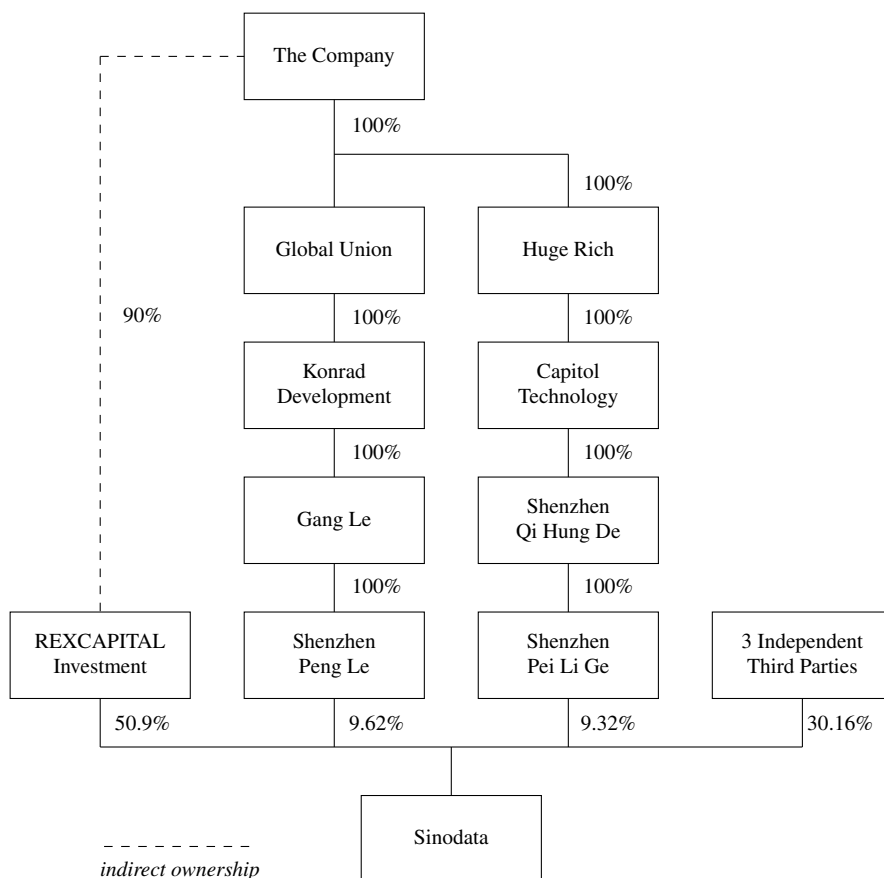 The Company
100%
100%
Global Union
Huge Rich
90%
100%
100%
Konrad
Development
Capitol
Technology
100%
100%
Gang Le
Shenzhen
Qi Hung De
100%
100%
REXCAPITAL
Investment
Shenzhen
Peng Le
Shenzhen
Pei Li Ge
3 Independent
Third Parties
50.9%
9.62%
9.32%
30.16%
Sinodata
indirect ownership